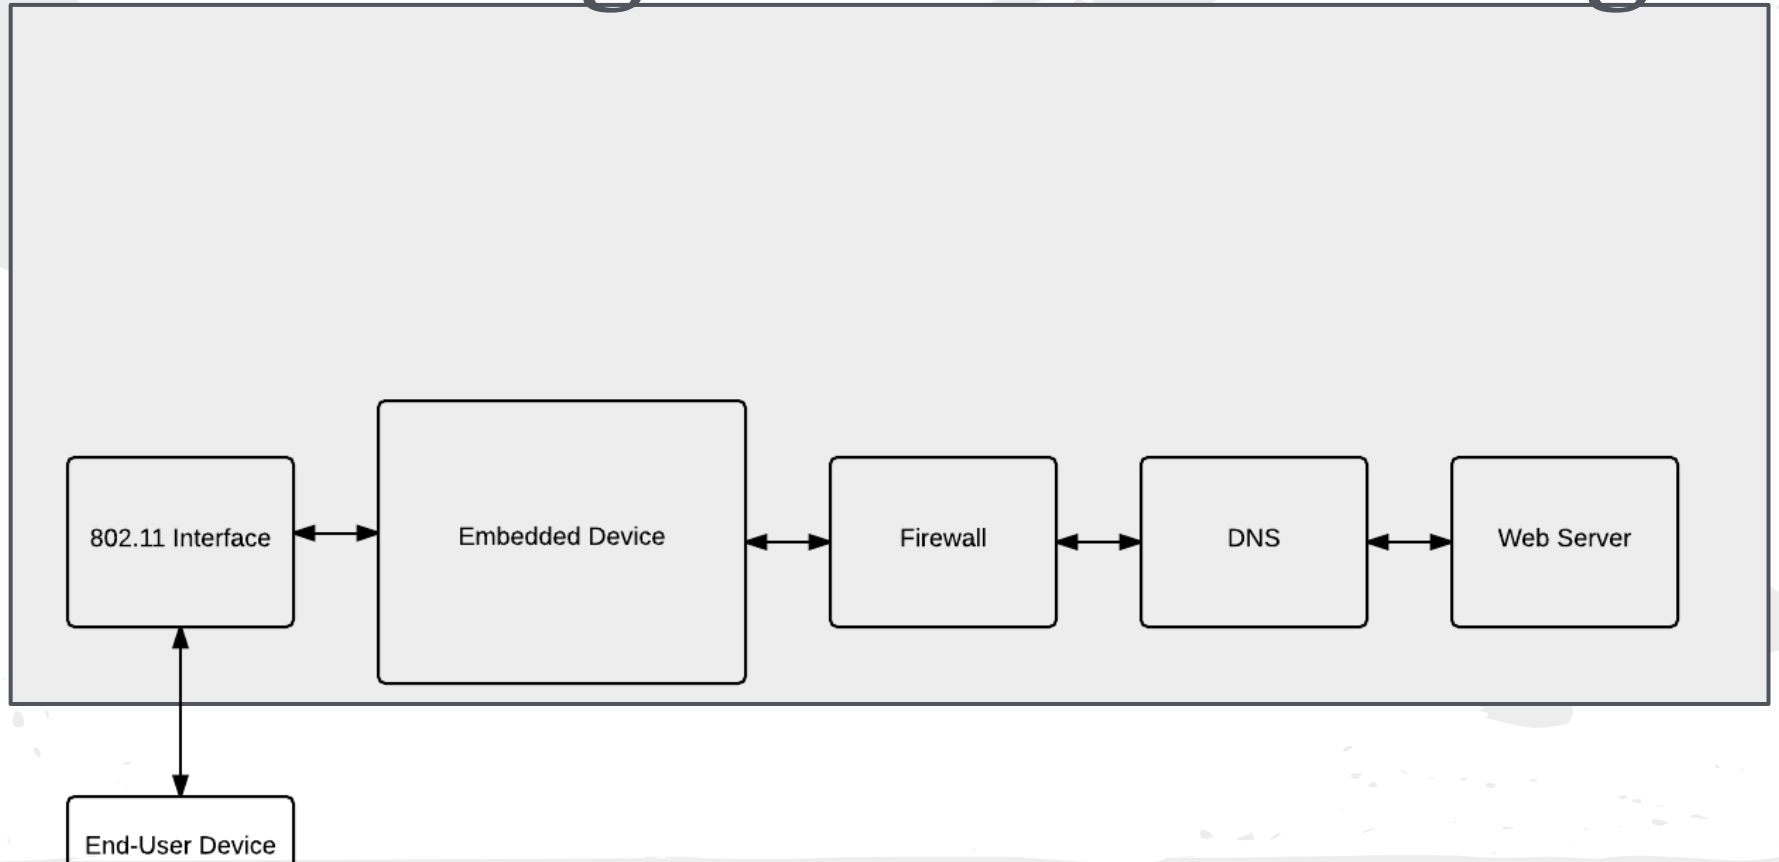 802.11 Interface
Embedded Device
Firewall
DNS
Web Server
End-User Device